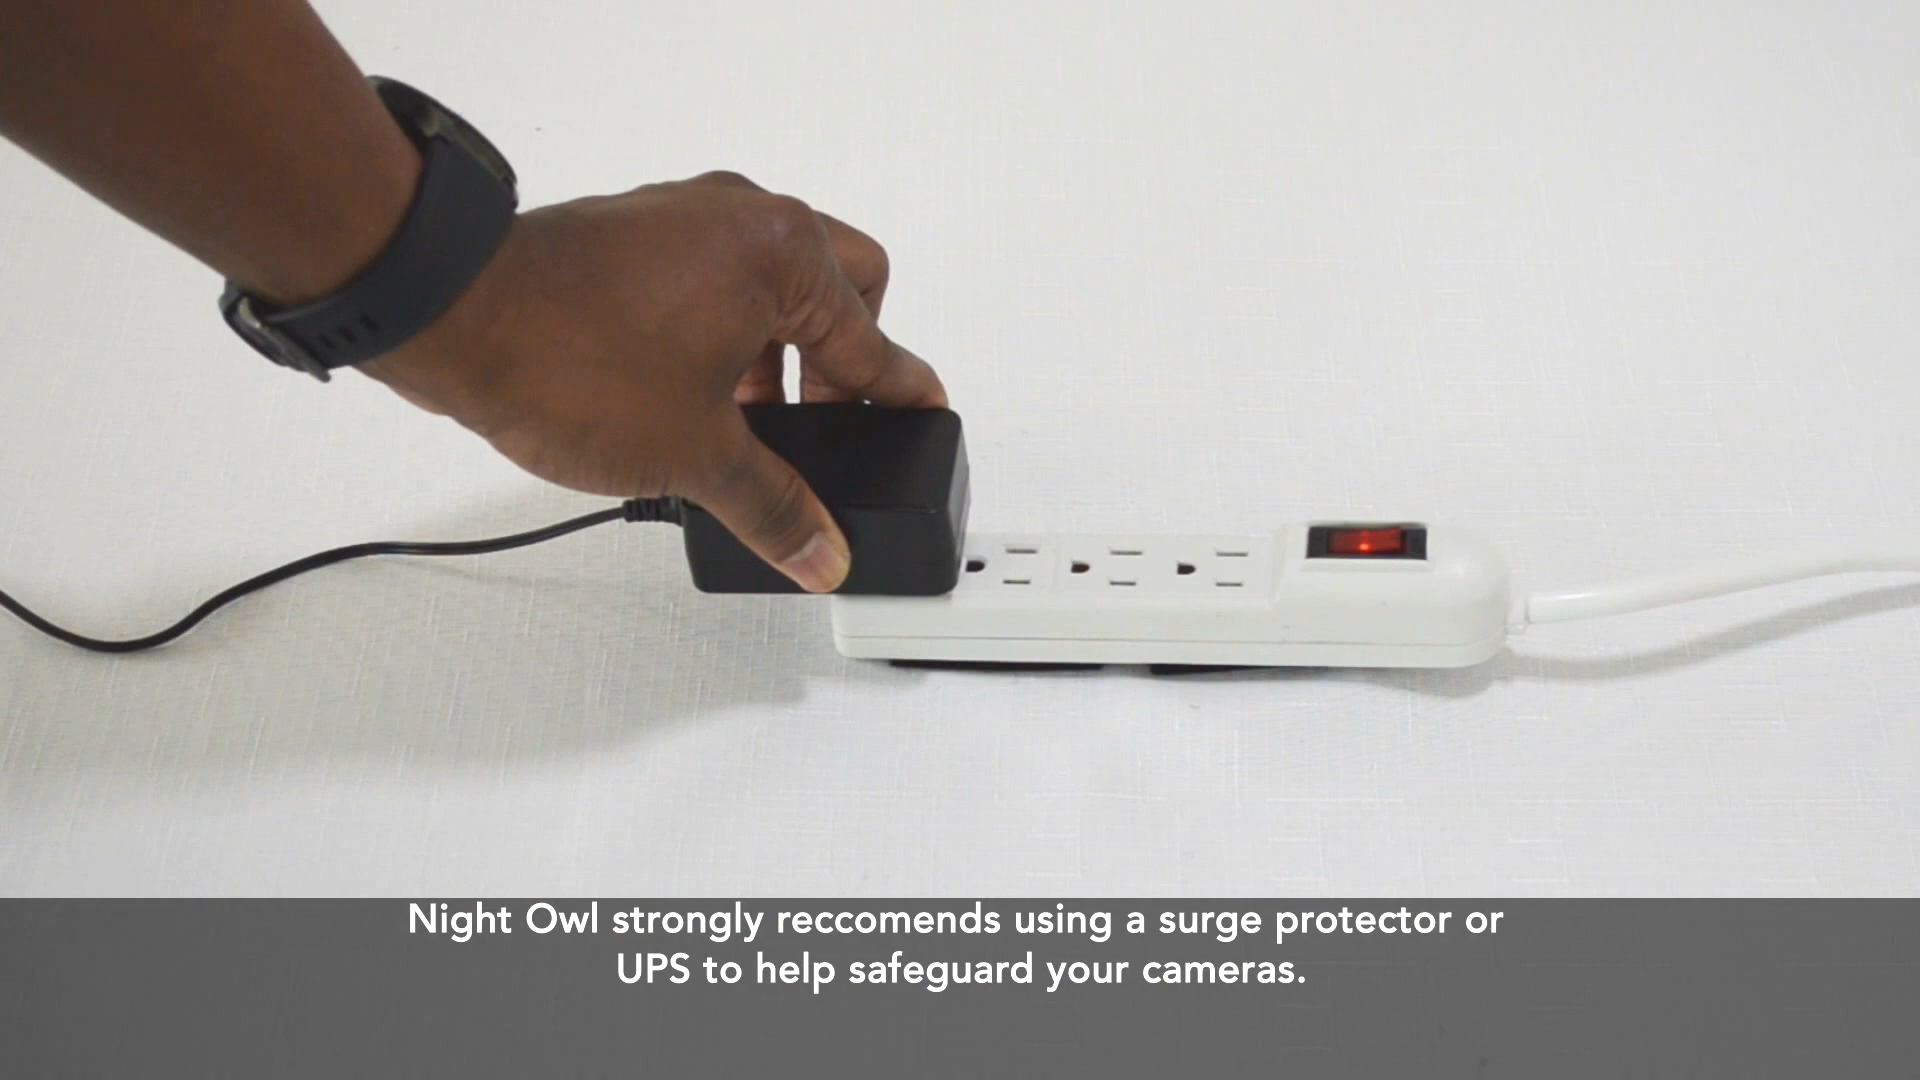 Night Owl strongly reccomends using a surge protector or
UPS to help safeguard your cameras.